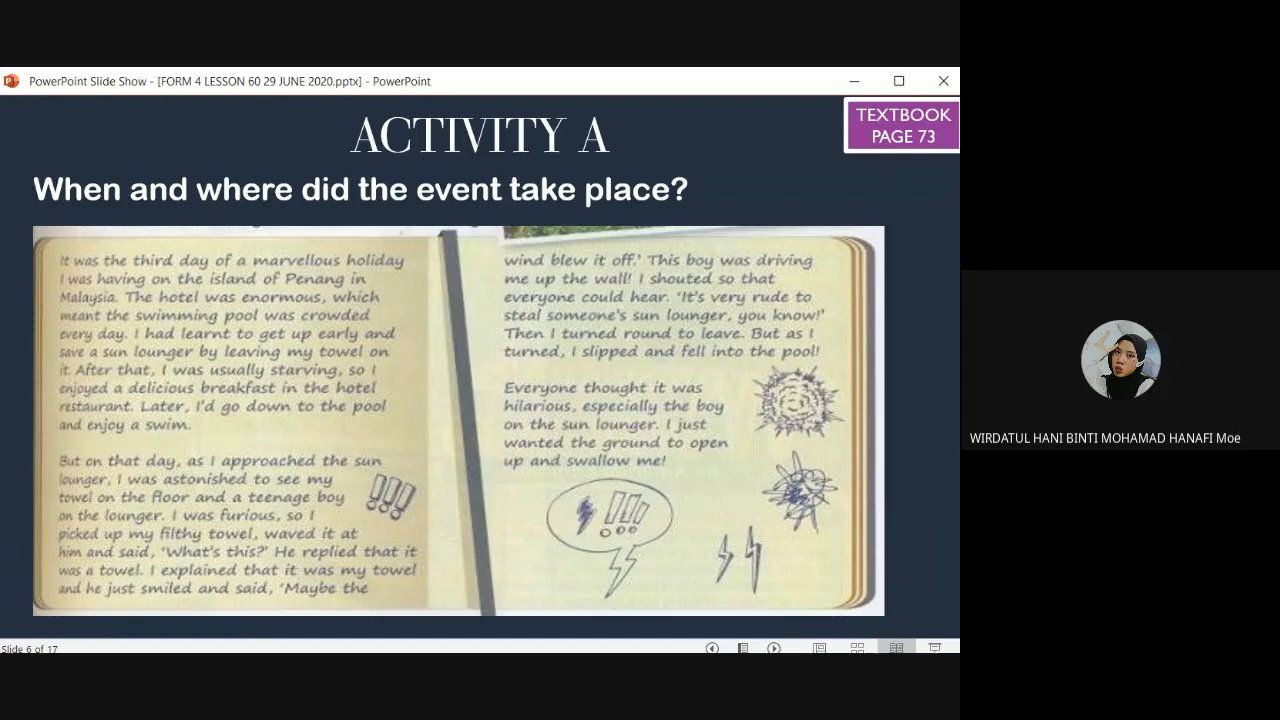 PowerPoint Slide Show - [FORM 4 LESSON 60 29 JUNE 2020.pptx] - PowerPoint
ACTIVITY A
TEXTBOOK
PAGE 73
When and where did the event take place?
It was the third day of a marvellous holiday
I was having on the island of Penang in
Malaysia. The hotel was enormous, which
meant the swimming pool was crowded
every day. I had learnt to get up early and
save a sun lounger by leaving my towel on
it. After that, I was usually starving, so I
enjoyed a delicious breakfast in the hotel
restaurant. Later, I'd go down to the pool
and enjoy a swim.
But on that day, as I approached the sun
lounger, I was astonished to see my
towel on the floor and a teenage boy
on the lounger. I was furious, so I
picked up my filthy towel, waved it at
him and said, 'What's this?' He replied that it
was a towel. I explained that it was my towel
and he just smiled and said, 'Maybe the
wind blew it off.' This boy was driving
me up the wall! I shouted so that
everyone could hear. 'It's very rude to
steal someone's sun lounger, you know!'
Then I turned round to leave. But as I
turned, I slipped and fell into the pool!
Everyone thought it was
hilarious, especially the boy
on the sun lounger. I just
wanted the ground to open
up and swallow me!
!!!
!!!
Slide 6 of 17
WIRDATUL HANI BINTI MOHAMAD HANAFI Moe